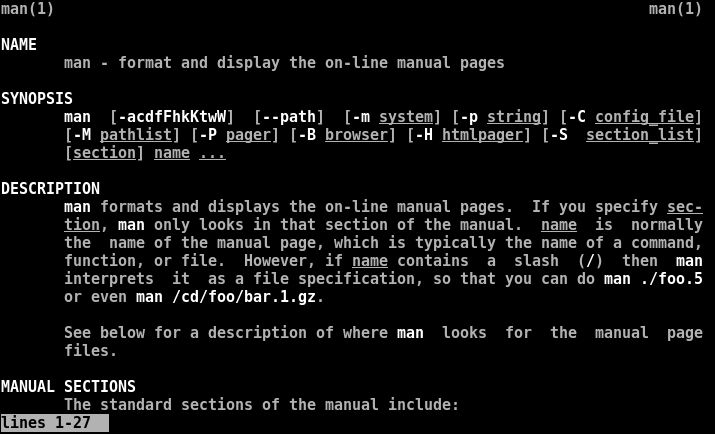 man(1)                                                                  man(1)
NAME
       man - format and display the on-line manual pages
SYNOPSIS
       man  [-acdfFhkKtwW]  [--path]  [-m system] [-p string] [-C config_file]
       [-M pathlist] [-P pager] [-B browser] [-H htmlpager] [-S  section_list]
       [section] name ...
DESCRIPTION
       man formats and displays the on-line manual pages.  If you specify sec-
       tion, man only looks in that section of the manual.  name  is  normally
       the  name of the manual page, which is typically the name of a command,
       function, or file.  However, if name contains  a  slash  (/)  then  man
       interprets  it  as a file specification, so that you can do man ./foo.5
       or even man /cd/foo/bar.1.gz.
       See below for a description of where man  looks  for  the  manual  page
       files.
MANUAL SECTIONS
       The standard sections of the manual include:
lines 1-27